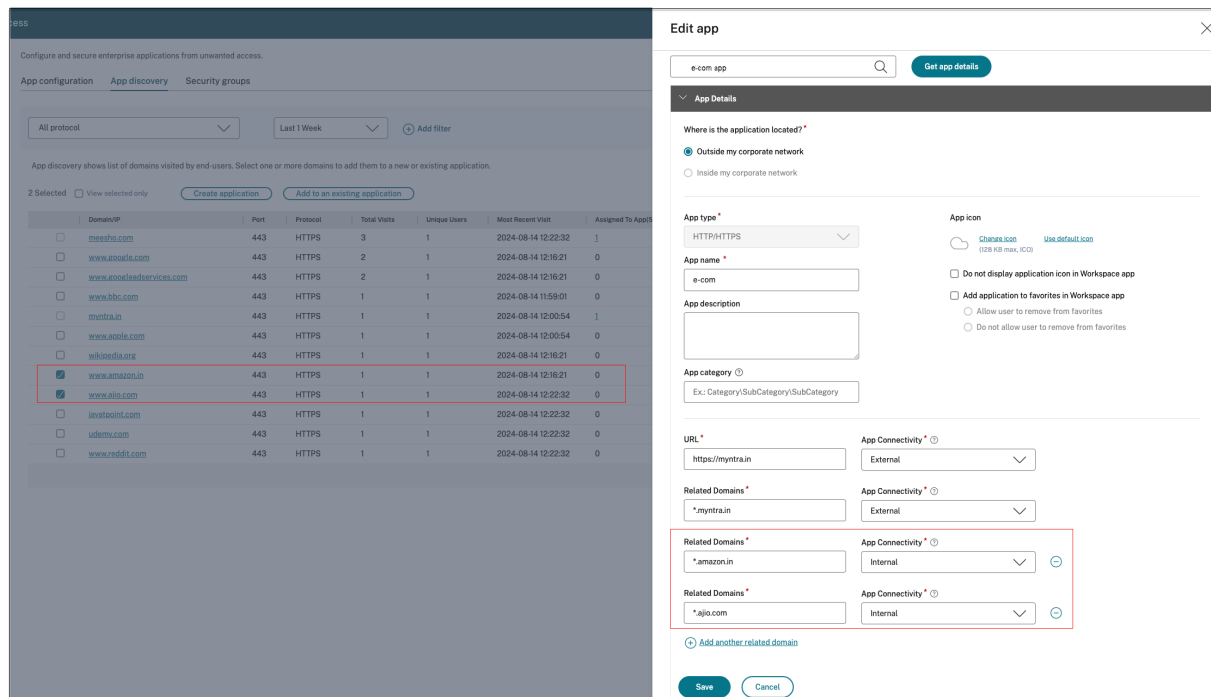 ess
Configure and secure enterprise applications from unwanted access.
App configuration App discovery Security groups
All protocol Last 1 Week Add filter
App discovery shows list of domains visited by end-users. Select one or more domains to add them to a new or existing application.
2 Selected View selected only Create application Add to an existing application
Domain/IP Port Protocol Total Visits Unique Users Most Recent Visit Assigned To App(S
meesho.com 443 HTTPS 3 1 2024-08-14 12:22:32 1
www.google.com 443 HTTPS 2 1 2024-08-14 12:16:21 0
www.googleadservices.com 443 HTTPS 2 1 2024-08-14 12:16:21 0
www.bbc.com 443 HTTPS 1 1 2024-08-14 11:59:01 0
myntra.in 443 HTTPS 1 1 2024-08-14 12:00:54 1
www.apple.com 443 HTTPS 1 1 2024-08-14 12:00:54 0
wikipedia.org 443 HTTPS 1 1 2024-08-14 12:16:21 0
www.amazon.in 443 HTTPS 1 1 2024-08-14 12:16:21 0
www.ajio.com 443 HTTPS 1 1 2024-08-14 12:22:32 0
javatpoint.com 443 HTTPS 1 1 2024-08-14 12:22:32 0
udemy.com 443 HTTPS 1 1 2024-08-14 12:22:32 0
www.reddit.com 443 HTTPS 1 1 2024-08-14 12:22:32 0
Edit app
e-com app Get app details
App Details
Where is the application located? *
Outside my corporate network
Inside my corporate network
App type * App icon
HTTP/HTTPS Change icon Use default icon
(128 KB max, ICO)
App name *
e-com
Do not display application icon in Workspace app
Add application to favorites in Workspace app
Allow user to remove from favorites
Do not allow user to remove from favorites
App description
App category ?
Ex.: Category\SubCategory\SubCategory
URL * App Connectivity * ?
https://myntra.in External
Related Domains * App Connectivity * ?
*.myntra.in External
Related Domains * App Connectivity * ?
*.amazon.in Internal
Related Domains * App Connectivity * ?
*.ajio.com Internal
Add another related domain
Save Cancel